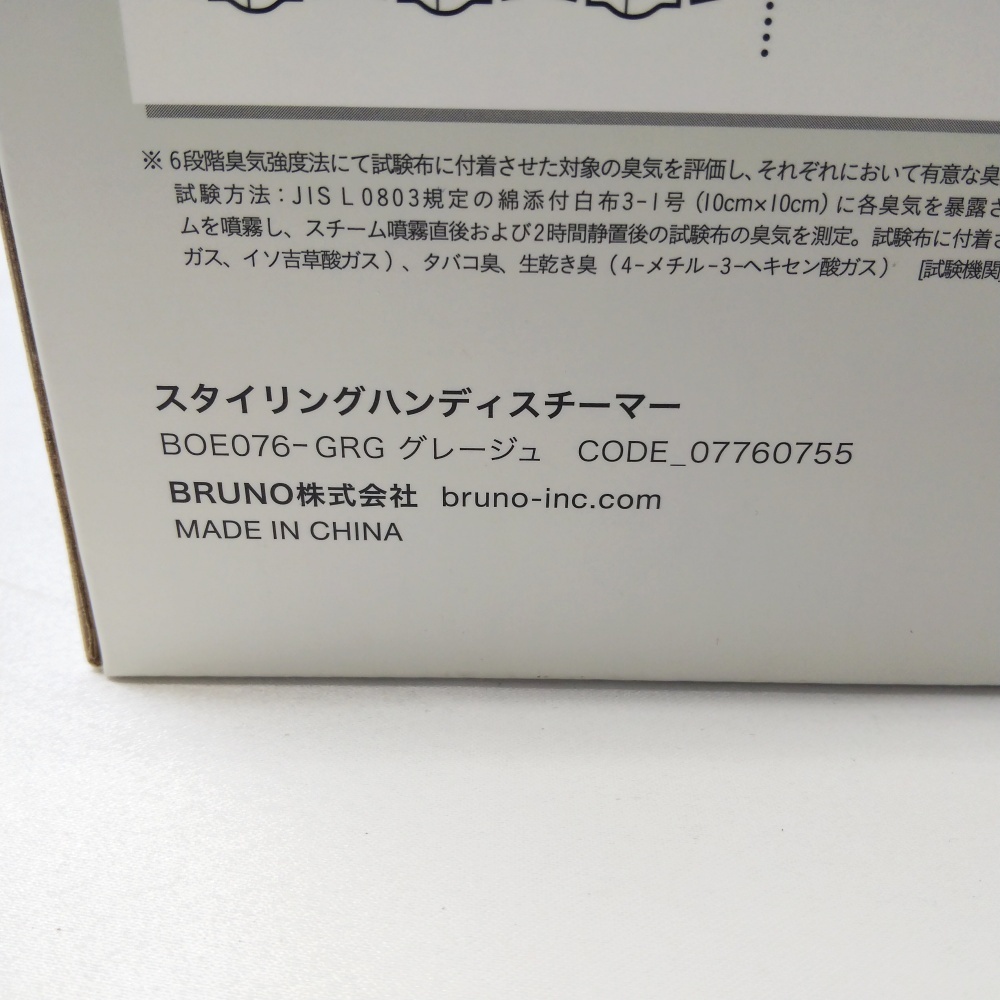 ※ 6段階臭気強度法にて試験布に付着させた対象の臭気を評価し、それぞれにおいて有意な臭
試験方法：JIS L 0803規定の綿添付白布3-1号 (10cm×10cm) に各臭気を暴露さ
ムを噴霧し、スチーム噴霧直後および2時間静置後の試験布の臭気を測定。試験布に付着さ
ガス、イソ吉草酸ガス）、タバコ臭、生乾き臭（4-メチル-3-ヘキセン酸ガス） [試験機関
スタイリングハンディスチーマー
BOE076-GRG グレージュ CODE_07760755
BRUNO株式会社 bruno-inc.com
MADE IN CHINA